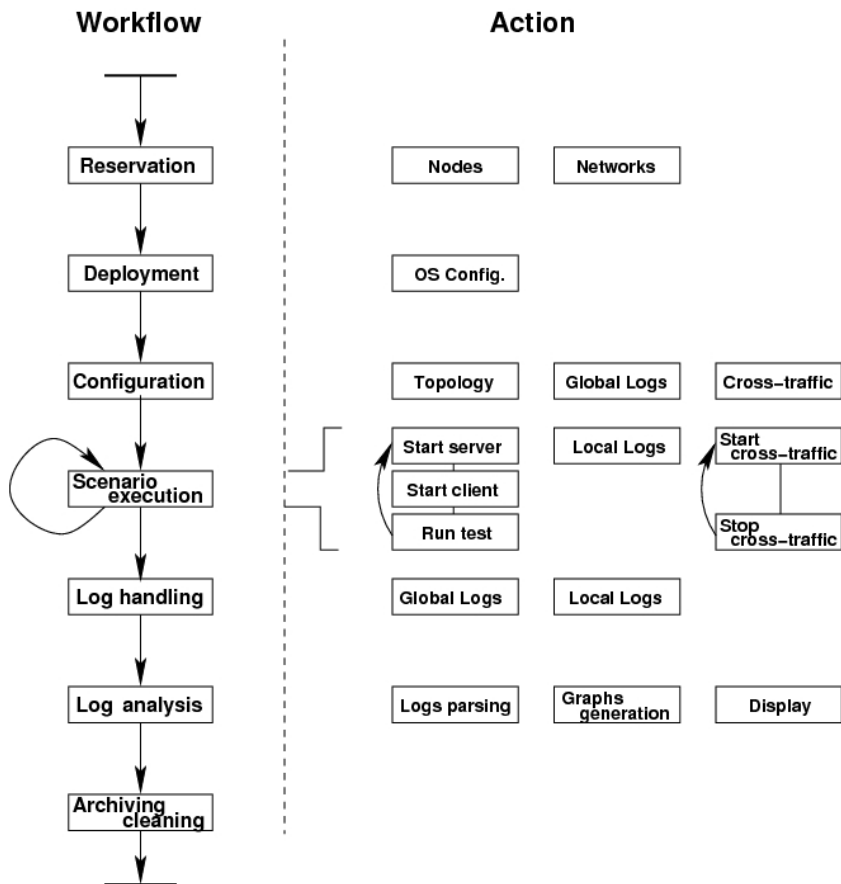 Workflow
Action
Reservation
Nodes
Networks
Deployment
OS Config.
Configuration
Topology
Global Logs
Cross-traffic
Scenario
execution
Start server
Start client
Run test
Local Logs
Start
cross-traffic
Stop
cross-traffic
Log handling
Global Logs
Local Logs
Log analysis
Logs parsing
Graphs
generation
Display
Archiving
cleaning